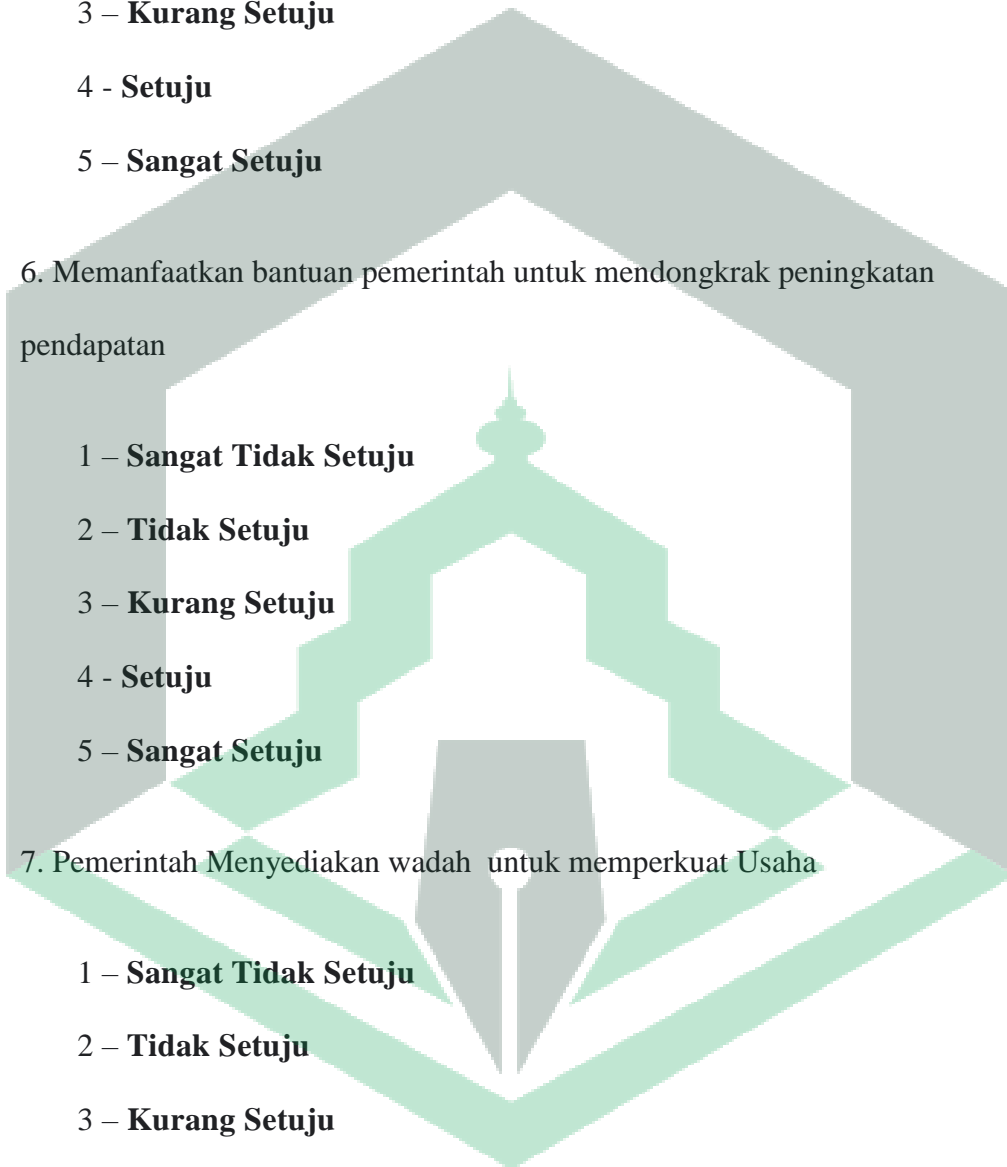 3 – Kurang Setuju
4 - Setuju
5 – Sangat Setuju
6. Memanfaatkan bantuan pemerintah untuk mendongkrak peningkatan
pendapatan
1 – Sangat Tidak Setuju
2 – Tidak Setuju
3 – Kurang Setuju
4 - Setuju
5 – Sangat Setuju
7. Pemerintah Menyediakan wadah  untuk memperkuat Usaha
1 – Sangat Tidak Setuju
2 – Tidak Setuju
3 – Kurang Setuju